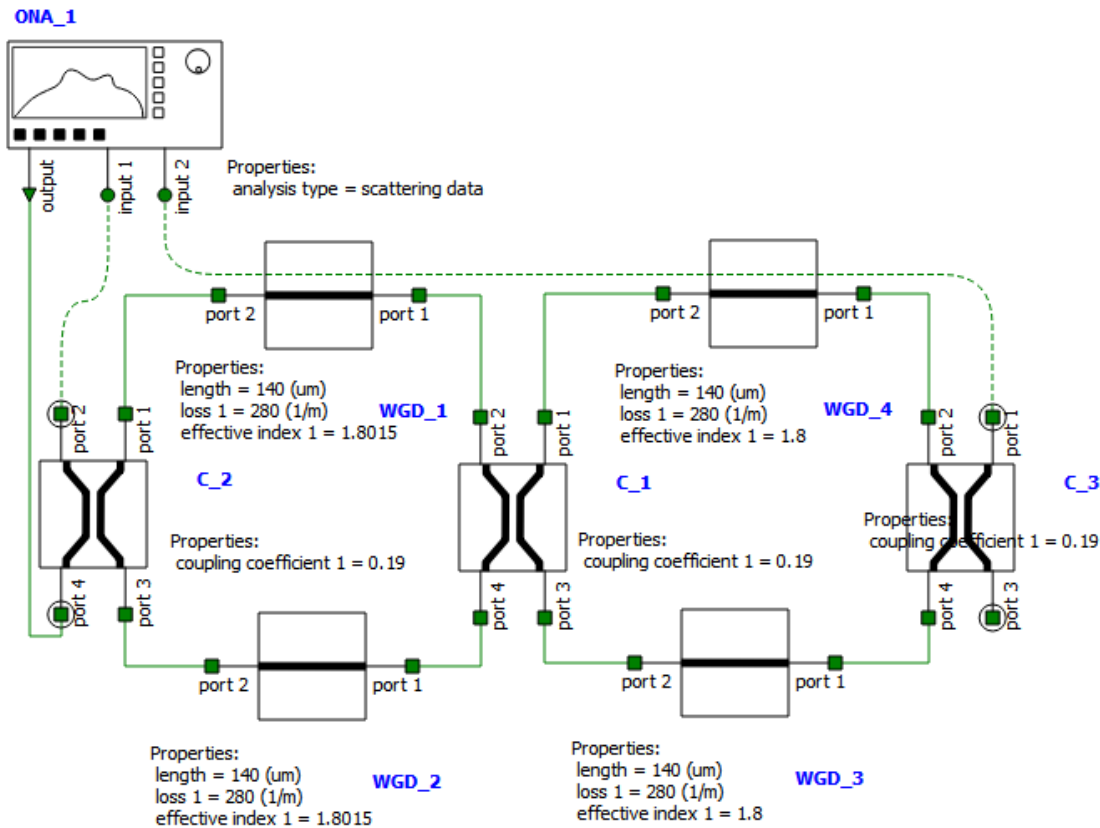 ONA_1
output
input 1
input 2
Properties:
analysis type = scattering data
port 2
port 1
port 2
port 1
Properties:
length = 140 (um)
loss 1 = 280 (1/m)
effective index 1 = 1.8015
WGD_1
Properties:
length = 140 (um)
loss 1 = 280 (1/m)
effective index 1 = 1.8
WGD_4
port 2
port 1
port 2
port 1
port 2
port 1
C_2
C_1
C_3
Properties:
coupling coefficient 1 = 0.19
Properties:
coupling coefficient 1 = 0.19
Properties:
coupling coefficient 1 = 0.19
port 4
port 3
port 4
port 3
port 4
port 3
port 2
port 1
port 2
port 1
Properties:
length = 140 (um)
loss 1 = 280 (1/m)
effective index 1 = 1.8015
WGD_2
Properties:
length = 140 (um)
loss 1 = 280 (1/m)
effective index 1 = 1.8
WGD_3